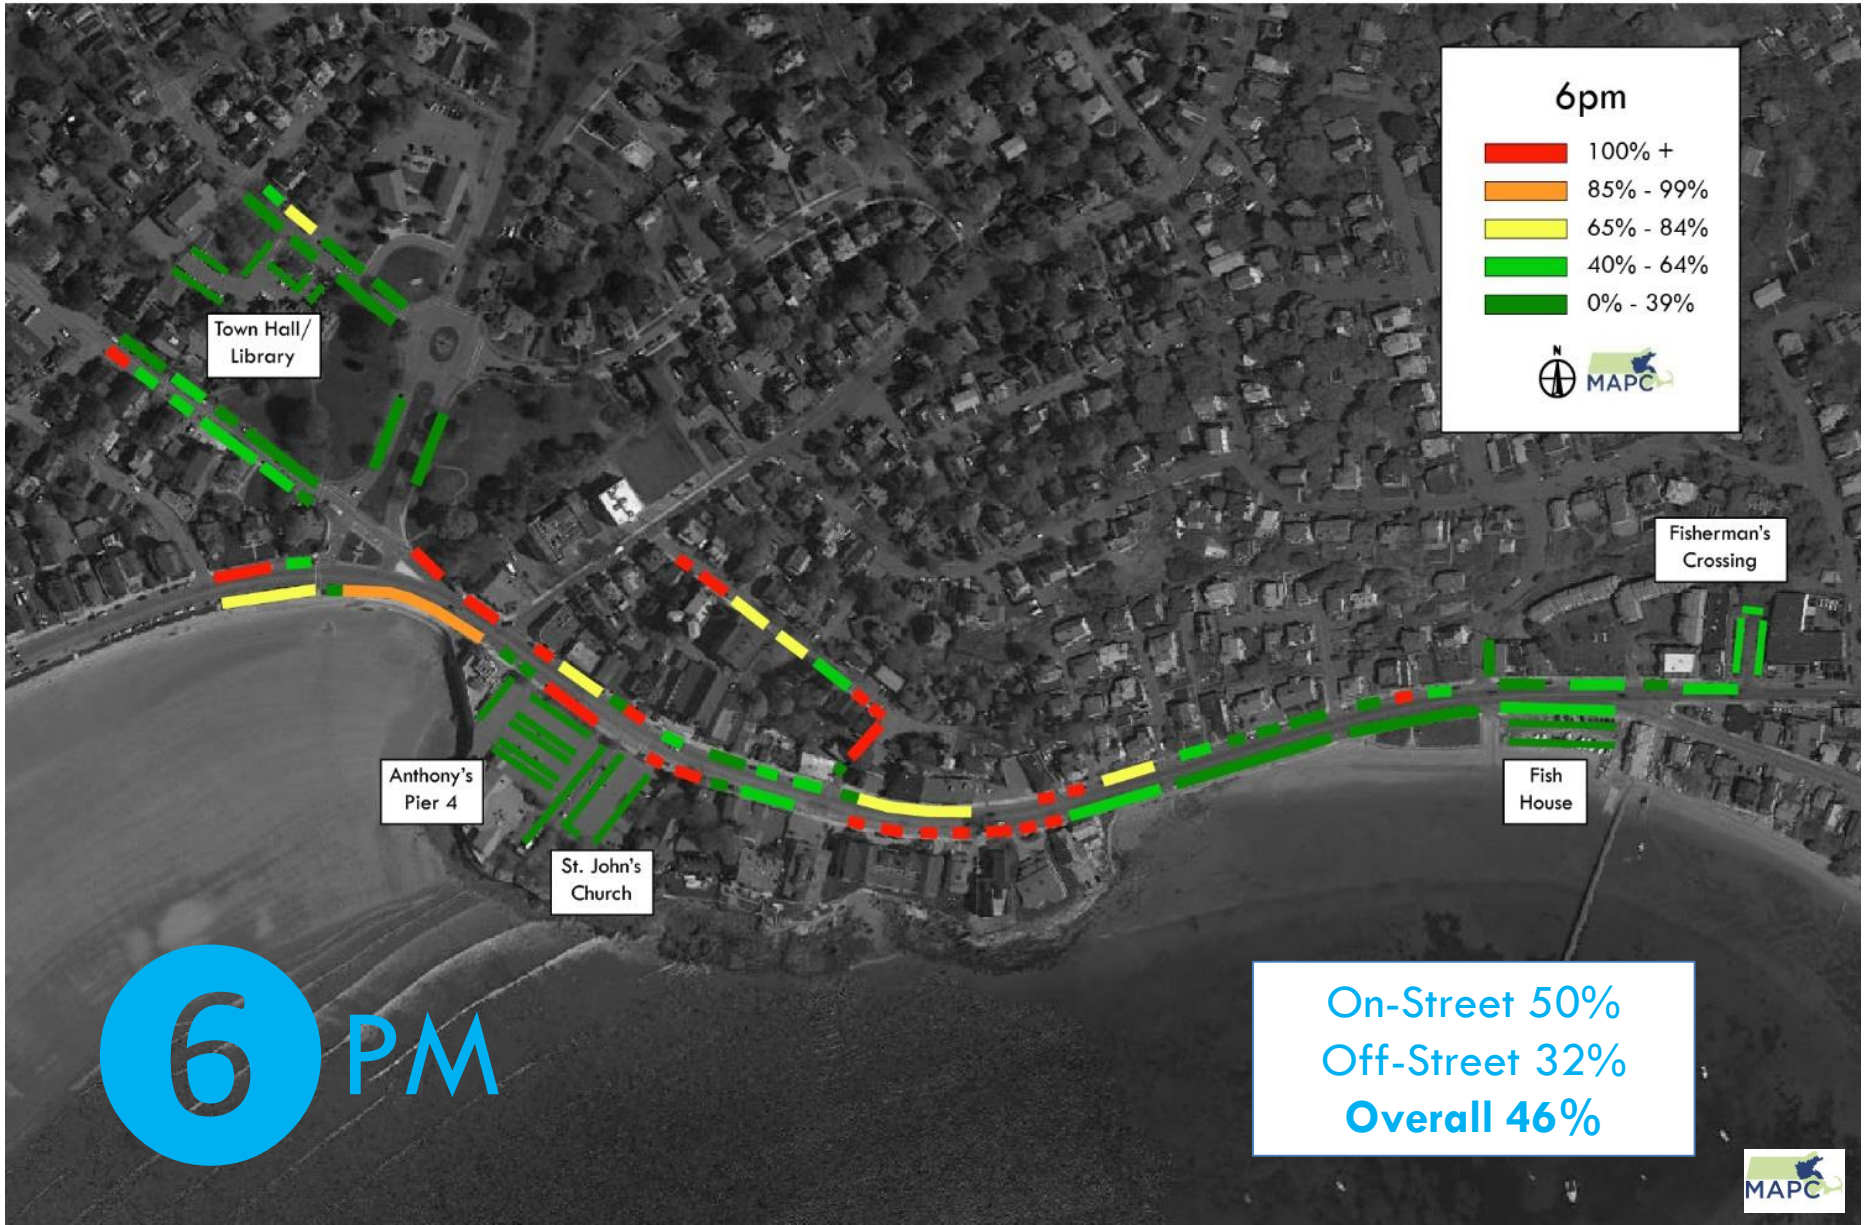 6pm
100% +
85% - 99%
65% - 84%
40% - 64%
0% - 39%
N
MAPC
Town Hall/
Library
Fisherman's
Crossing
Anthony's
Pier 4
Fish
House
St. John's
Church
6 PM
On-Street 50%
Off-Street 32%
Overall 46%
MAPC